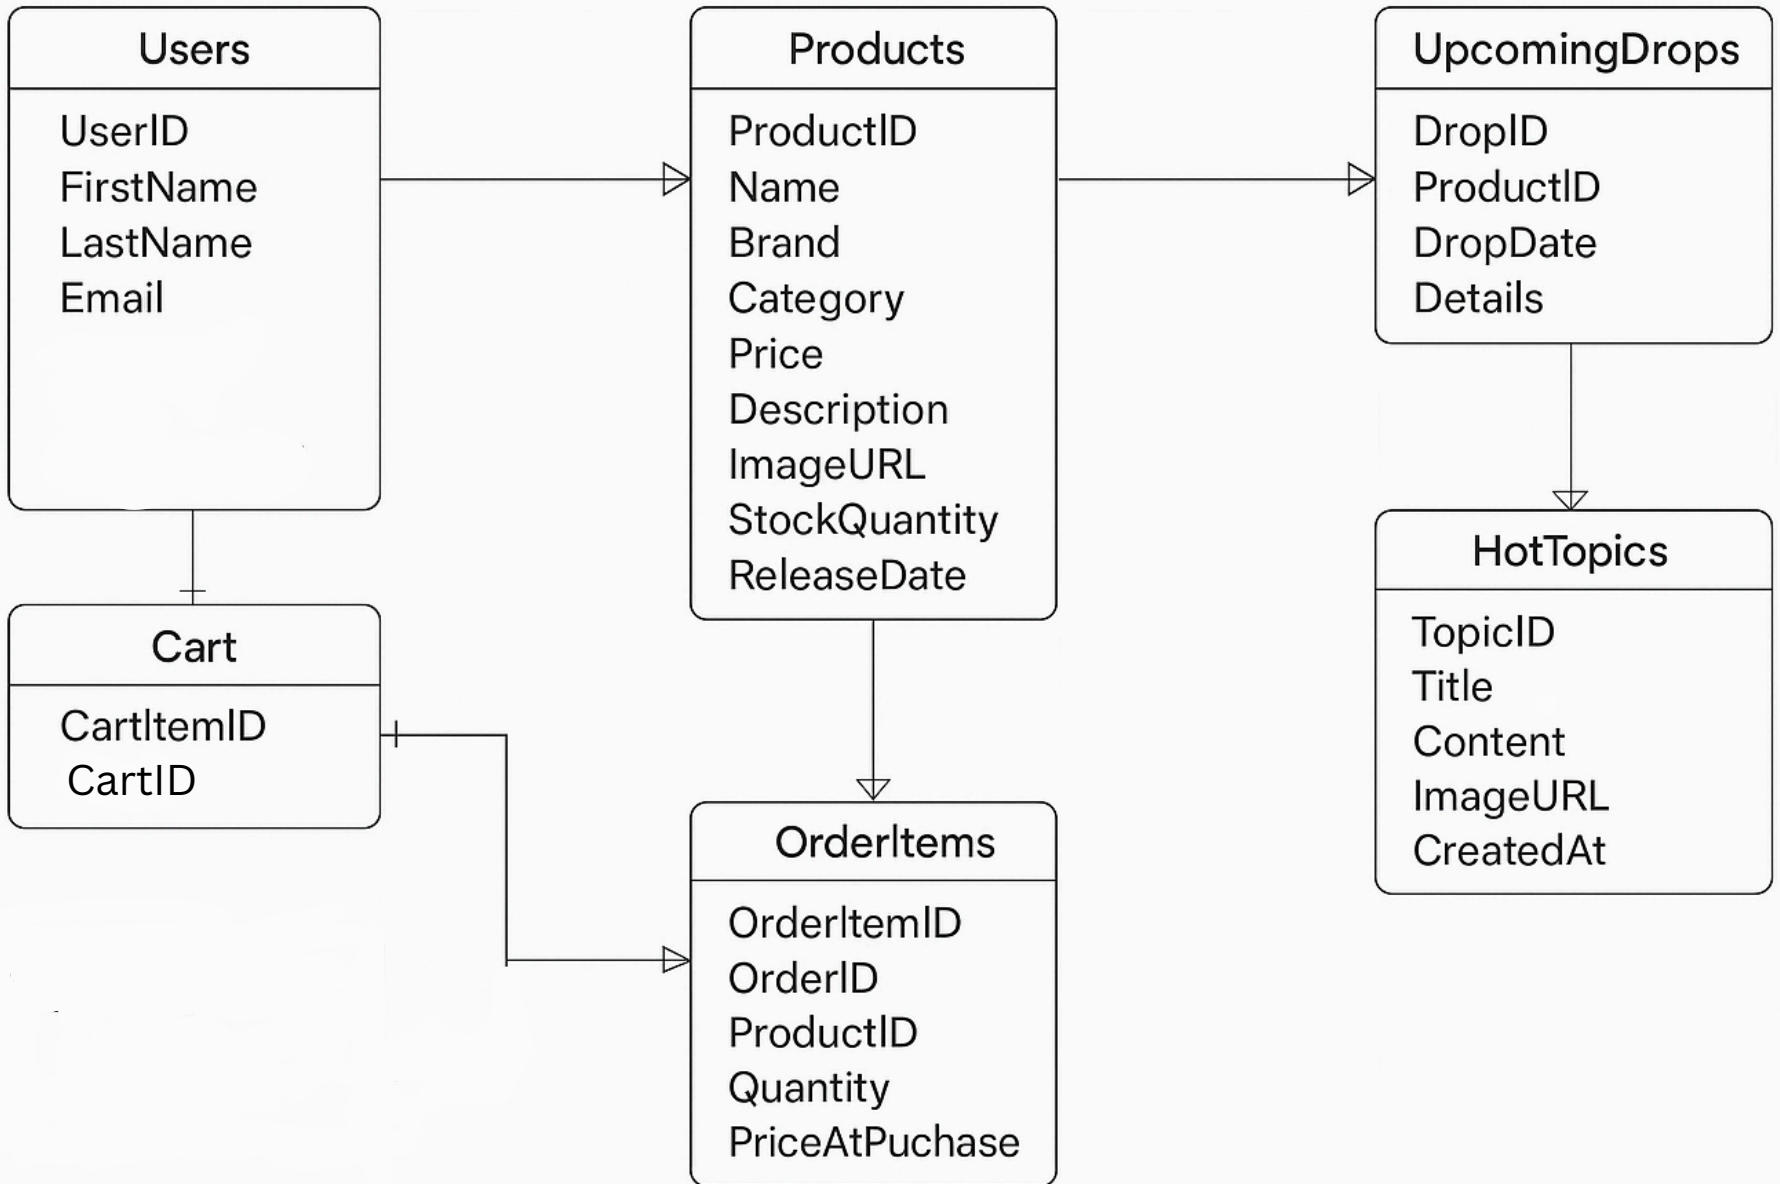 Users
UserID
FirstName
LastName
Email
Products
ProductID
Name
Brand
Category
Price
Description
ImageURL
StockQuantity
ReleaseDate
UpcomingDrops
DropID
ProductID
DropDate
Details
Cart
CartItemID
CartID
OrderItems
OrderItemID
OrderID
ProductID
Quantity
PriceAtPuchase
HotTopics
TopicID
Title
Content
ImageURL
CreatedAt